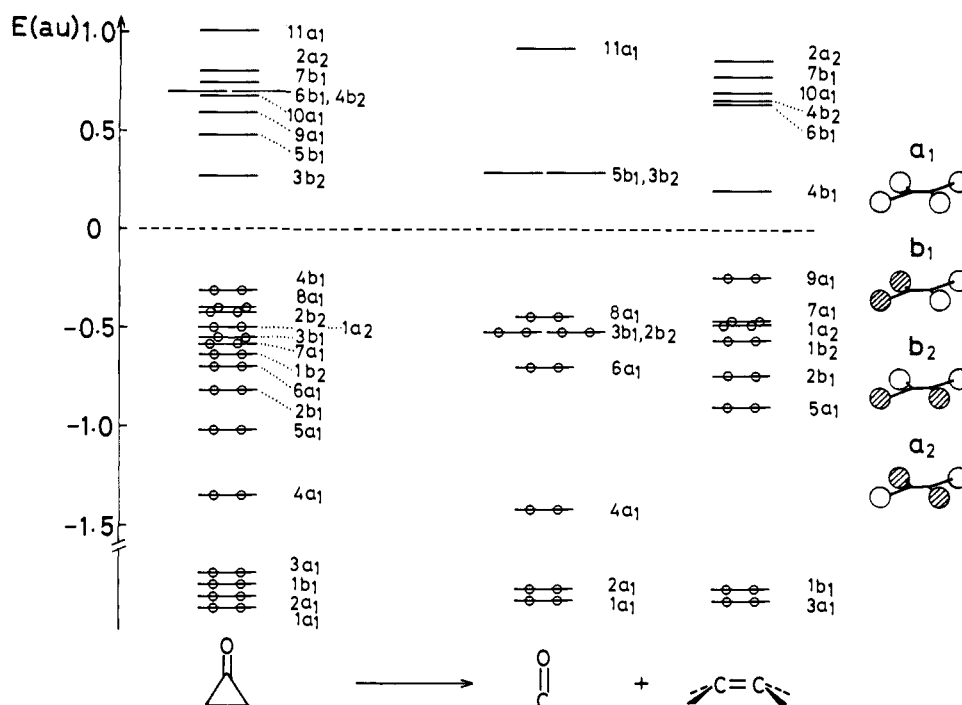 E(au)
1.0
0.5
0
-0.5
-1.0
-1.5
11a₁
2a₂
7b₁
6b₁, 4b₂
10a₁
9a₁
5b₁
3b₂
4b₁
8a₁
2b₂
1a₂
3b₁
7a₁
1b₂
6a₁
2b₁
5a₁
4a₁
3a₁
1b₁
2a₁
1a₁
11a₁
5b₁,3b₂
8a₁
3b₁,2b₂
6a₁
4a₁
2a₁
1a₁
2a₂
7b₁
10a₁
4b₂
6b₁
4b₁
9a₁
7a₁
1a₂
1b₂
2b₁
5a₁
1b₁
3a₁
a₁
b₁
b₂
a₂
O
O
C
+
C=C